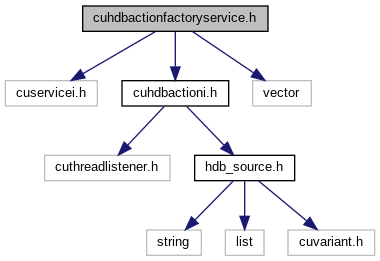 cuhdbactionfactoryservice.h
cuservicei.h
cuhdbactioni.h
vector
cuthreadlistener.h
hdb_source.h
string
list
cuvariant.h